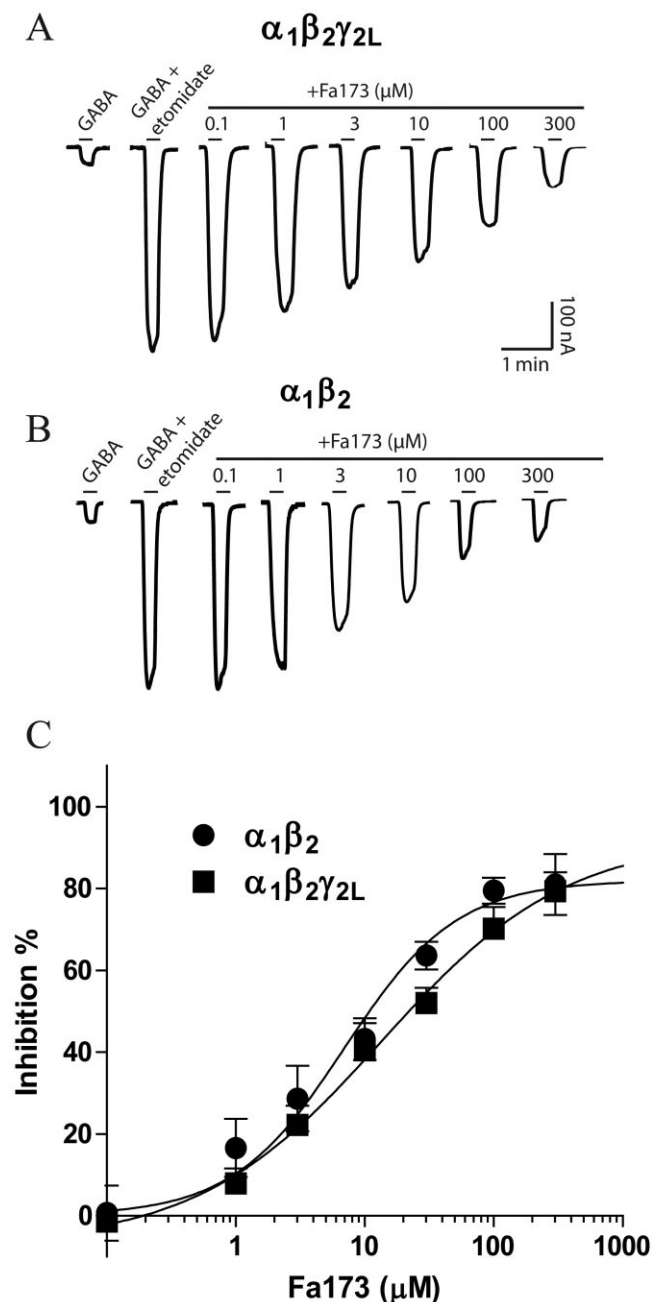 A
α1β2γ2L
GABA
GABA +
etomidate
+Fa173 (μM)
0.1 1 3 10 100 300
100 nA
1 min
α1β2
B
GABA
GABA +
etomidate
+Fa173 (μM)
0.1 1 3 10 100 300
C
100
80
60
40
20
0
Inhibition %
α1β2
α1β2γ2L
1 10 100 1000
Fa173 (μM)